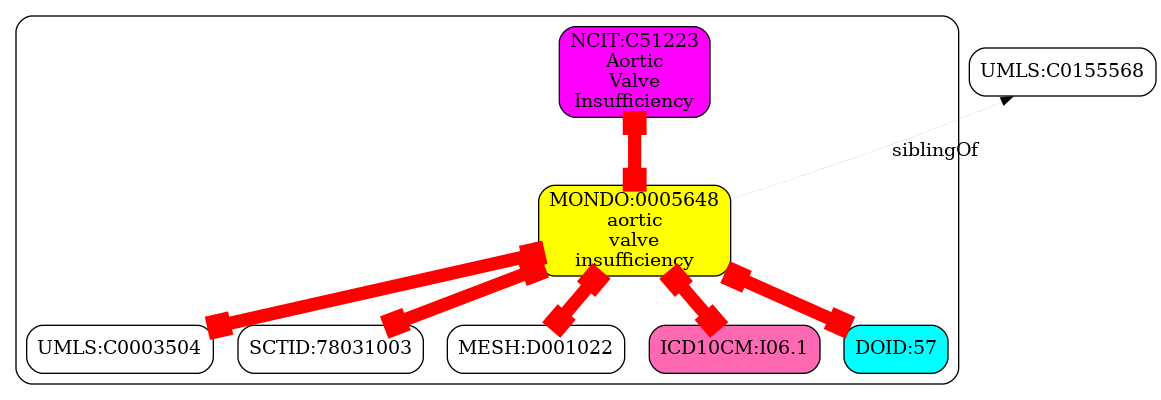 NCIT:C51223
Aortic
Valve
Insufficiency
UMLS:C0155568
siblingOf
MONDO:0005648
aortic
valve
insufficiency
UMLS:C0003504
SCTID:78031003
MESH:D001022
ICD10CM:I06.1
DOID:57